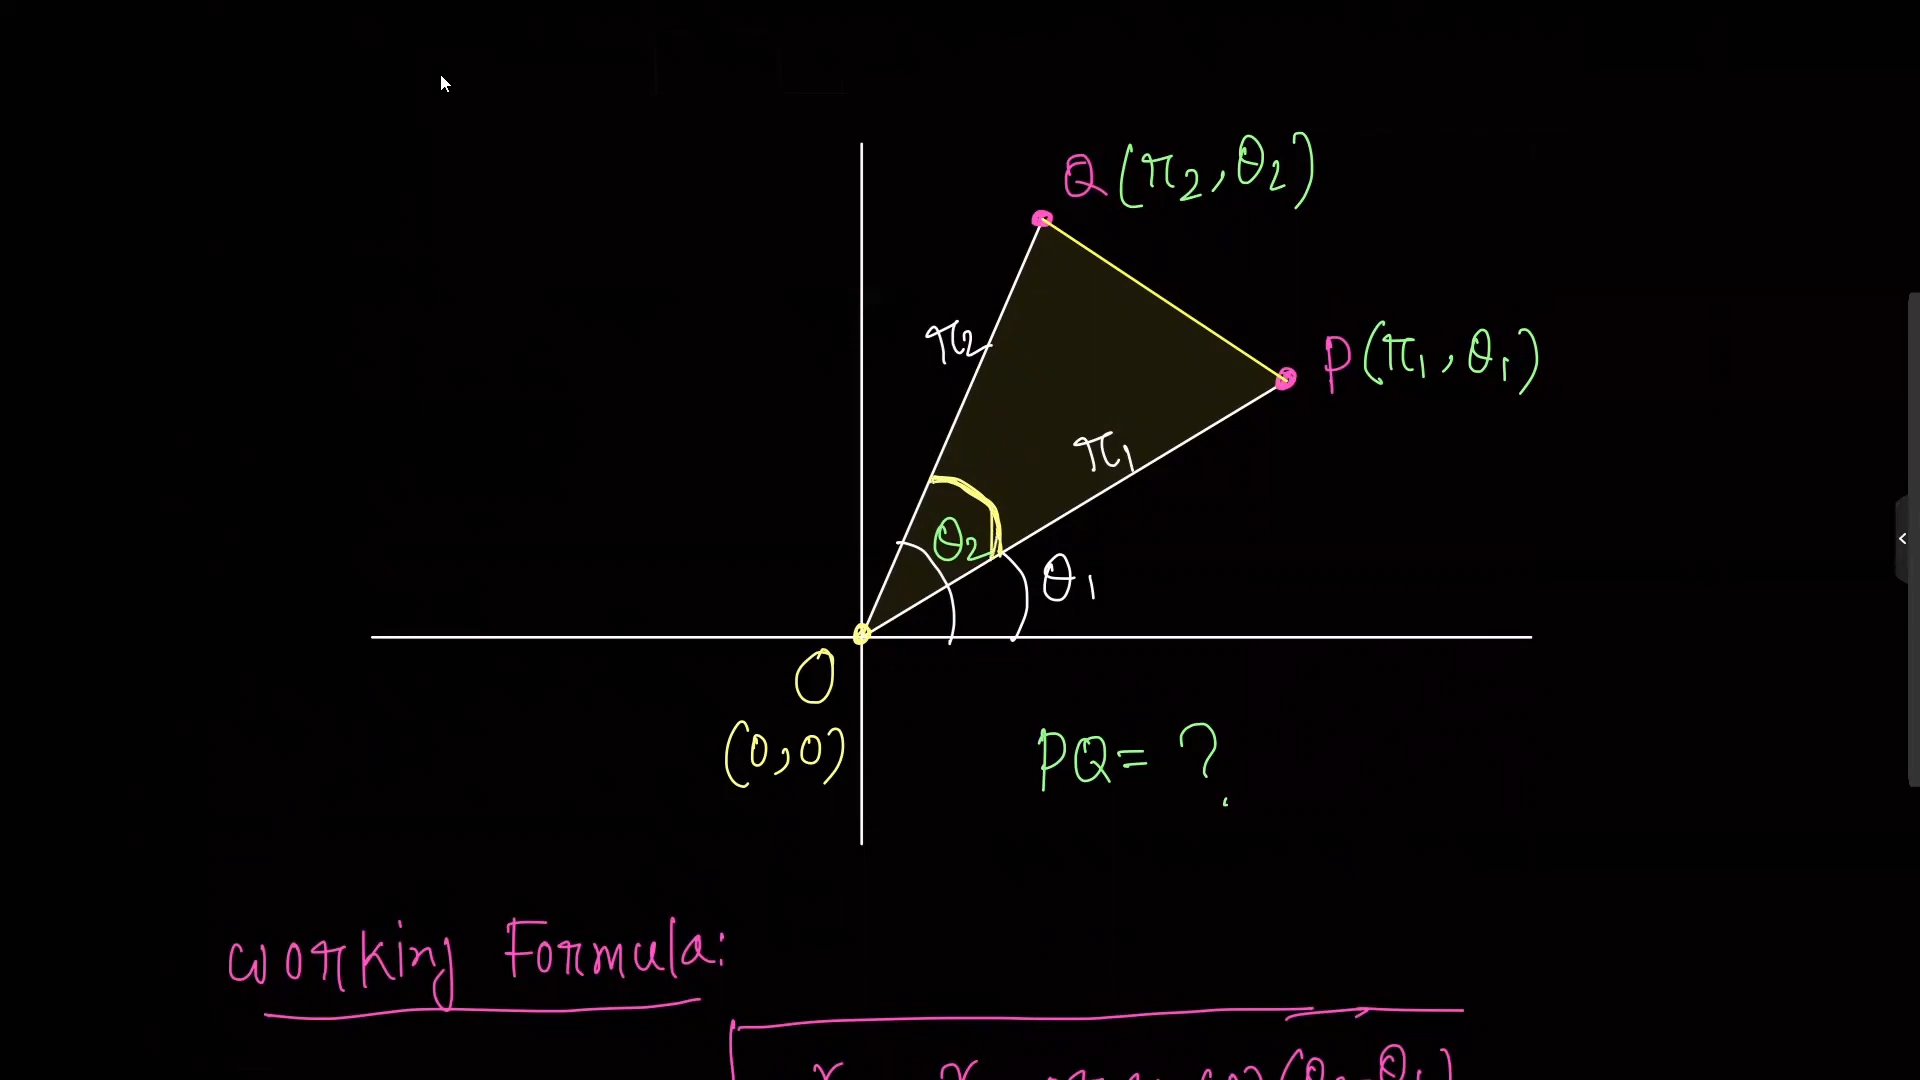 Q(r₂, θ₂)
r₂
P(r₁, θ₁)
r₁
θ₂
θ₁
O
(0,0)
PQ= ?
Working Formula: